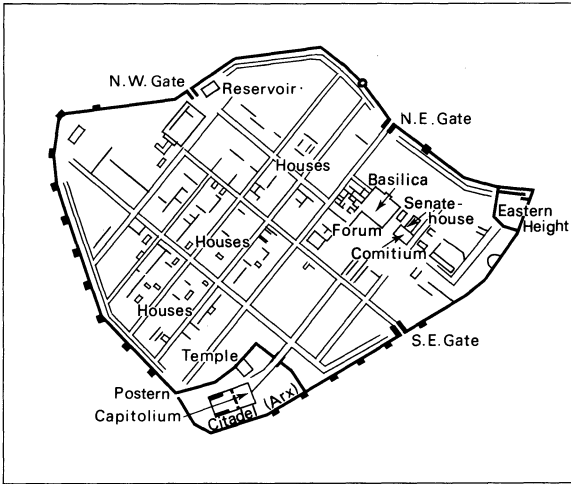 N.W. Gate
Reservoir
N.E. Gate
Houses
Basilica
Senate-
house
Eastern
Height
Forum
Houses
Comitium
Houses
S.E. Gate
Temple
Postern
Capitolium
(Arx)
Citadel